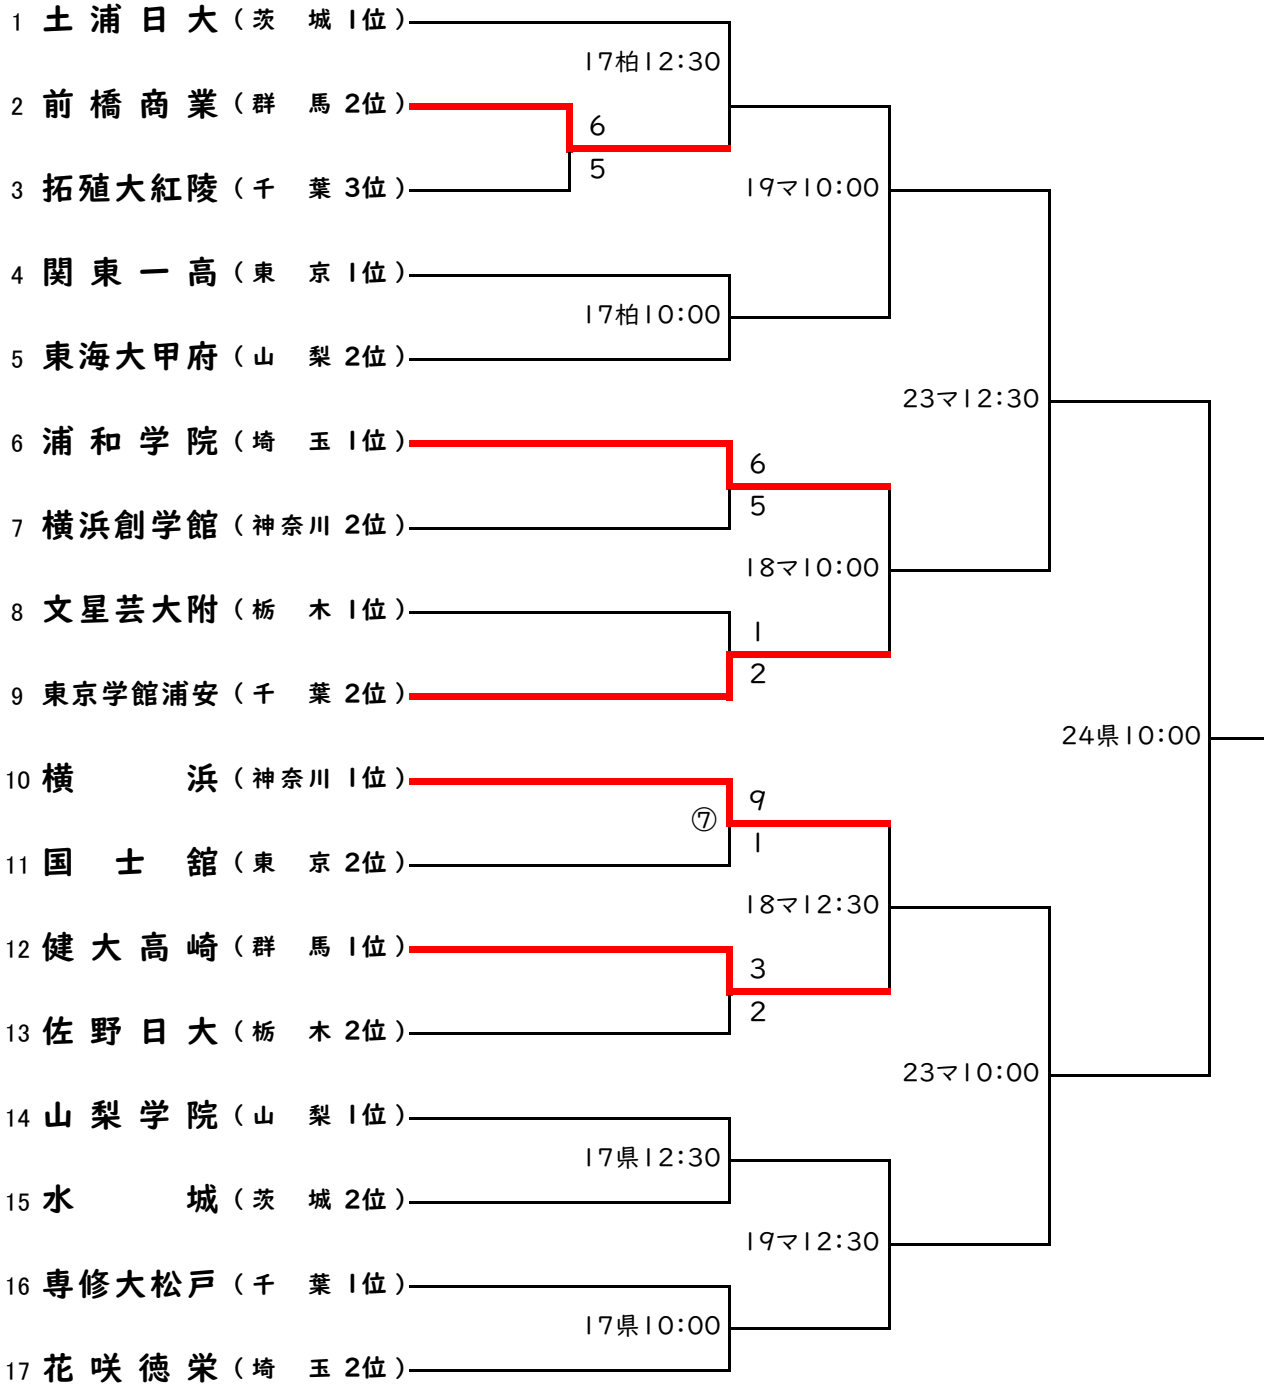 1 土浦日大 (茨城 1位)
17柏12:30
2 前橋商業 (群馬 2位)
6
5
3 拓殖大紅陵 (千葉 3位)
19マ10:00
4 関東一高 (東京 1位)
17柏10:00
5 東海大甲府 (山梨 2位)
23マ12:30
6 浦和学院 (埼玉 1位)
6
5
7 横浜創学館 (神奈川 2位)
18マ10:00
8 文星芸大附 (栃木 1位)
1
2
9 東京学館浦安 (千葉 2位)
24県10:00
10 横浜 (神奈川 1位)
9
⑦
1
11 国士舘 (東京 2位)
18マ12:30
12 健大高崎 (群馬 1位)
3
2
13 佐野日大 (栃木 2位)
23マ10:00
14 山梨学院 (山梨 1位)
17県12:30
15 水城 (茨城 2位)
19マ12:30
16 専修大松戸 (千葉 1位)
17県10:00
17 花咲徳栄 (埼玉 2位)